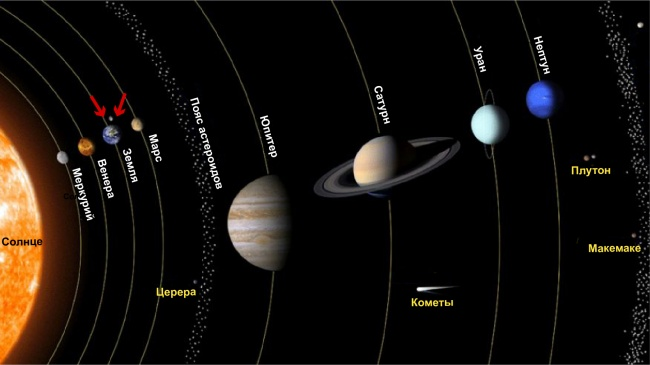 Солнце
Меркурий
Венера
Земля
Марс
Пояс астероидов
Церера
Юпитер
Сатурн
Кометы
Уран
Нептун
Плутон
Макемаке